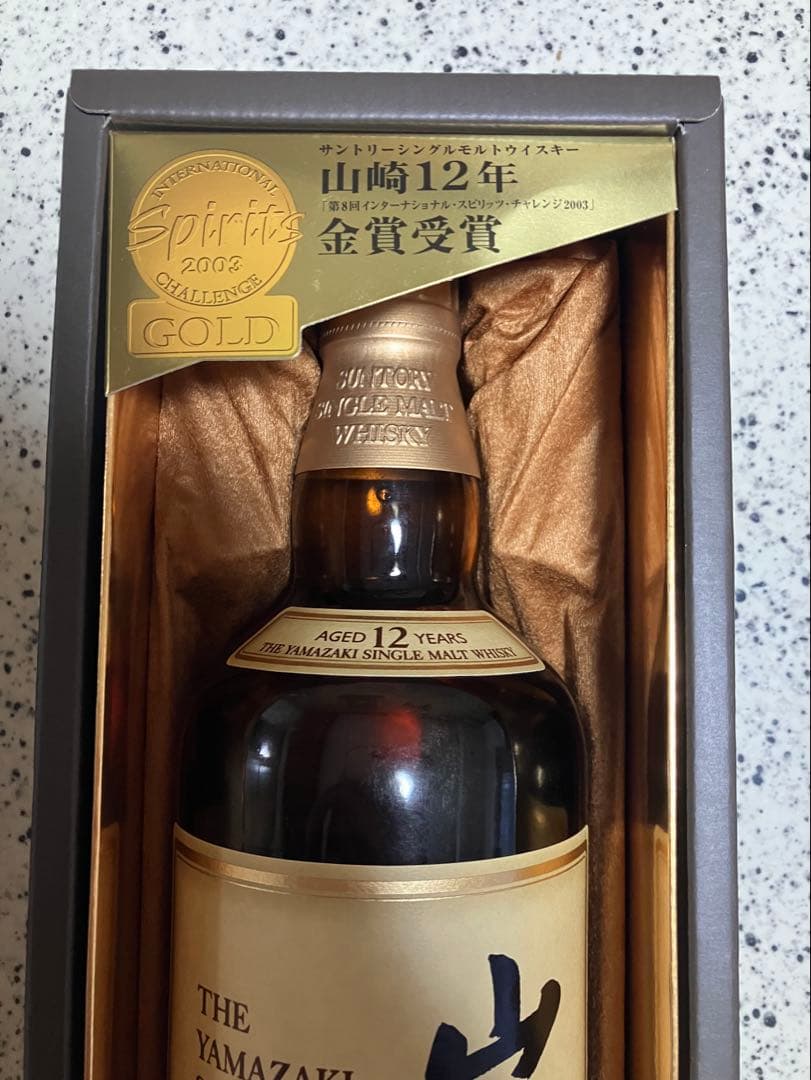 サントリーシングルモルトウイスキー
山崎12年
「第8回インターナショナル・スピリッツ・チャレンジ2003」
金賞受賞
INTERNATIONAL
Spirits
2003
CHALLENGE
GOLD
SUNTORY
SINGLE MALT
WHISKY
AGED 12 YEARS
THE YAMAZAKI SINGLE MALT WHISKY
THE
YAMAZAKI
山